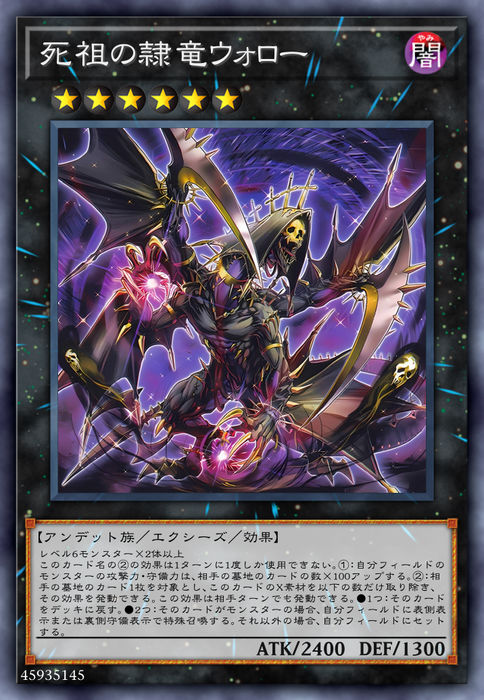 死祖の隷竜ウォロー
やみ
闇
【アンデット族／エクシーズ／効果】
レベル6モンスター×2体以上
このカード名の②の効果は1ターンに1度しか使用できない。①：自分フィールドの
モンスターの攻撃力・守備力は、相手の墓地のカードの数×100アップする。②：相
手の墓地のカード1枚を対象とし、このカードのX素材を以下の数だけ取り除き、
その効果を発動できる。この効果は相手ターンでも発動できる。●1つ：そのカード
をデッキに戻す。●2つ：そのカードがモンスターの場合、自分フィールドに表側表
示または裏側守備表示で特殊召喚する。それ以外の場合、自分フィールドにセット
する。
ATK/2400 DEF/1300
45935145